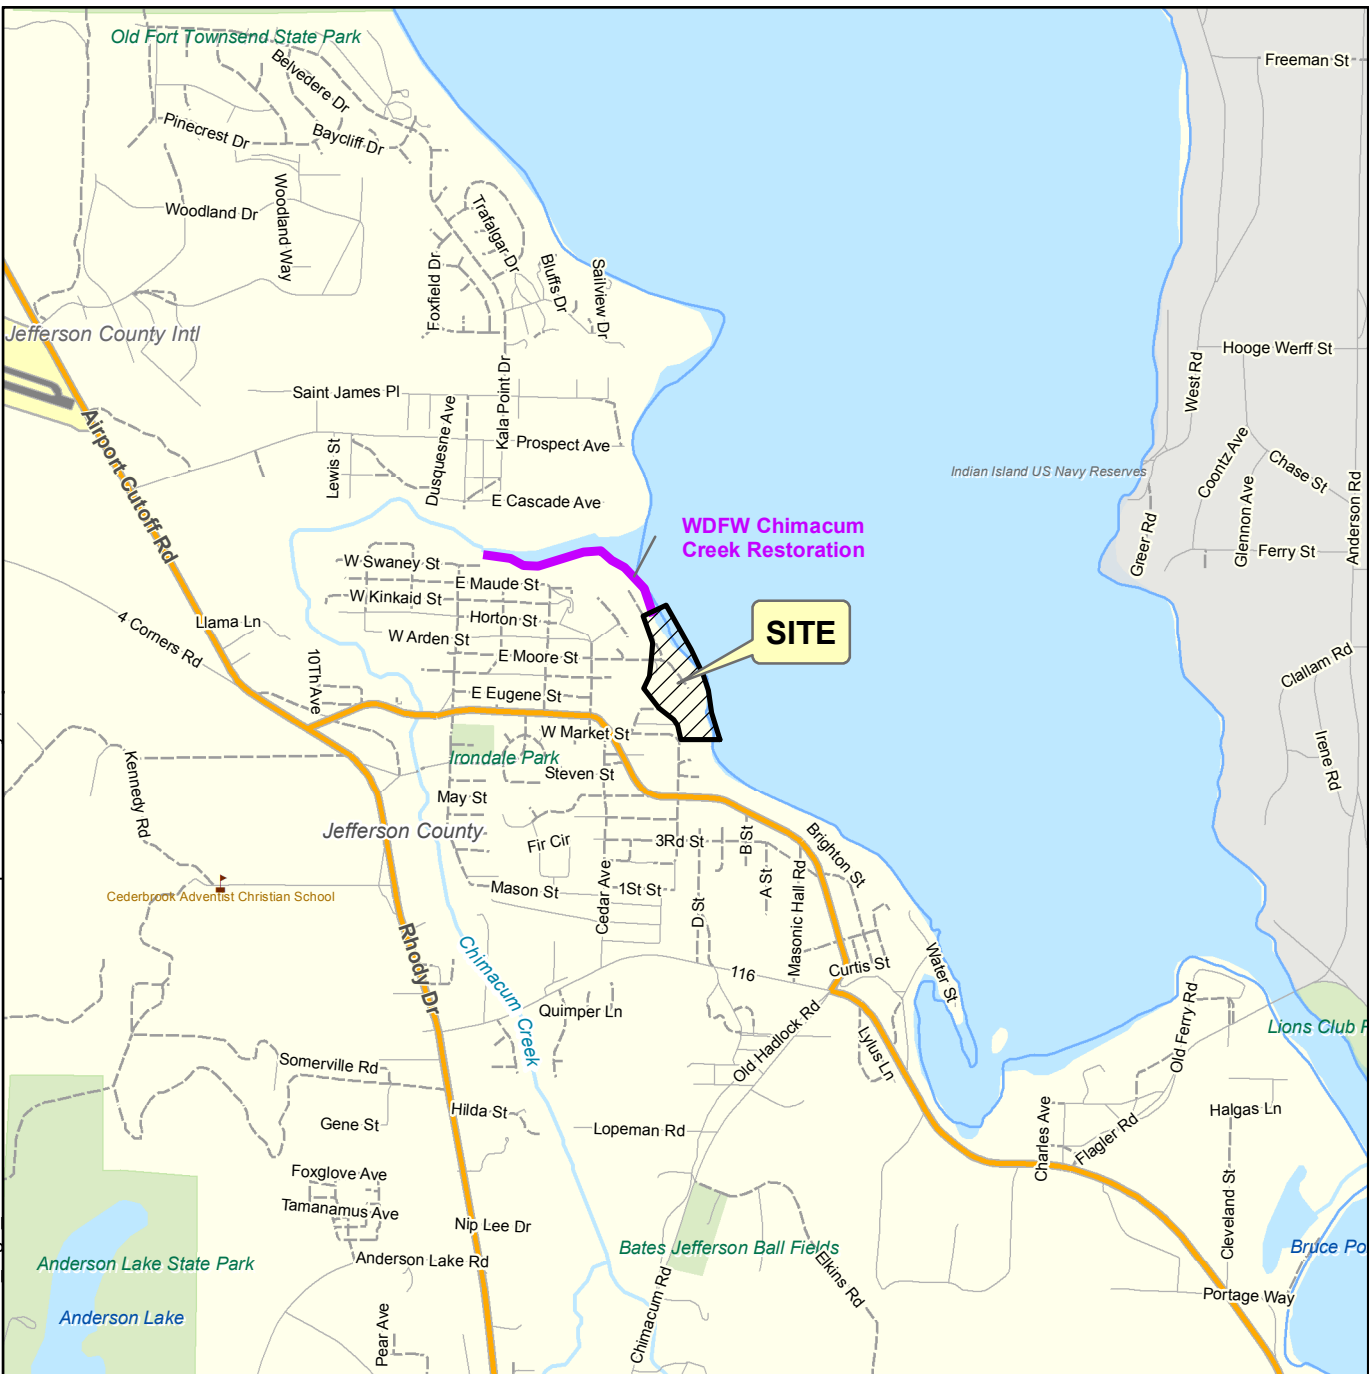 Old Fort Townsend State Park
Freeman St
Belvedere Dr
Pinecrest Dr
Baycliff Dr
Woodland Dr
Woodland Way
Trafalgar Dr
Foxfield Dr
Bluffs Dr
Sailview Dr
Jefferson County Intl
Hooge Werff St
West Rd
Saint James Pl
Kala Point Dr
Dusquesne Ave
Prospect Ave
Lewis St
E Cascade Ave
Airport Cutoff Rd
Indian Island US Navy Reserves
Coontz Ave
Chase St
Glennon Ave
Anderson Rd
Greer Rd
Ferry St
WDFW Chimacum
Creek Restoration
W Swaney St
E Maude St
W Kinkaid St
Horton St
W Arden St
E Moore St
E Eugene St
SITE
4 Corners Rd
Llama Ln
10Th Ave
Clallam Rd
Irene Rd
W Market St
Irondale Park
Steven St
May St
Kennedy Rd
Jefferson County
Fir Cir
3Rd St
B St
Brighton St
A St
Masonic Hall Rd
Cederbrook Adventist Christian School
Mason St
Cedar Ave
1St St
D St
Rhody Dr
Chimacum Creek
116
Curtis St
Water St
Quimper Ln
Old Hadlock Rd
Lylus Ln
Old Ferry Rd
Lions Club P
Somerville Rd
Hilda St
Gene St
Lopeman Rd
Charles Ave
Flagler Rd
Halgas Ln
Cleveland St
Foxglove Ave
Tamanamus Ave
Nip Lee Dr
Anderson Lake Rd
Anderson Lake State Park
Anderson Lake
Bates Jefferson Ball Fields
Elkins Rd
Chimacum Rd
Pear Ave
Bruce Po
Portage Way